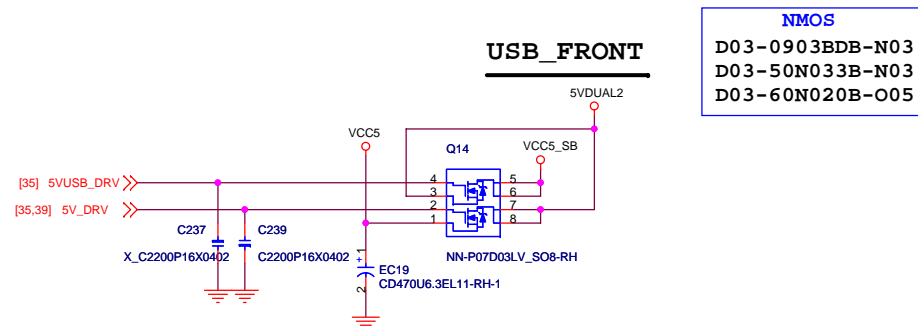 NMOS
D03-0903BDB-N03
D03-50N033B-N03
D03-60N020B-O05
USB_FRONT
5VDUAL2
VCC5
Q14
VCC5_SB
[35] 5VUSB_DRV
4
5
3
6
[35,39] 5V_DRV
2
7
1
8
C237
C239
X_C2200P16X0402
C2200P16X0402
NN-P07D03LV_SO8-RH
+
1
EC19
CD470U6.3EL11-RH-1
2